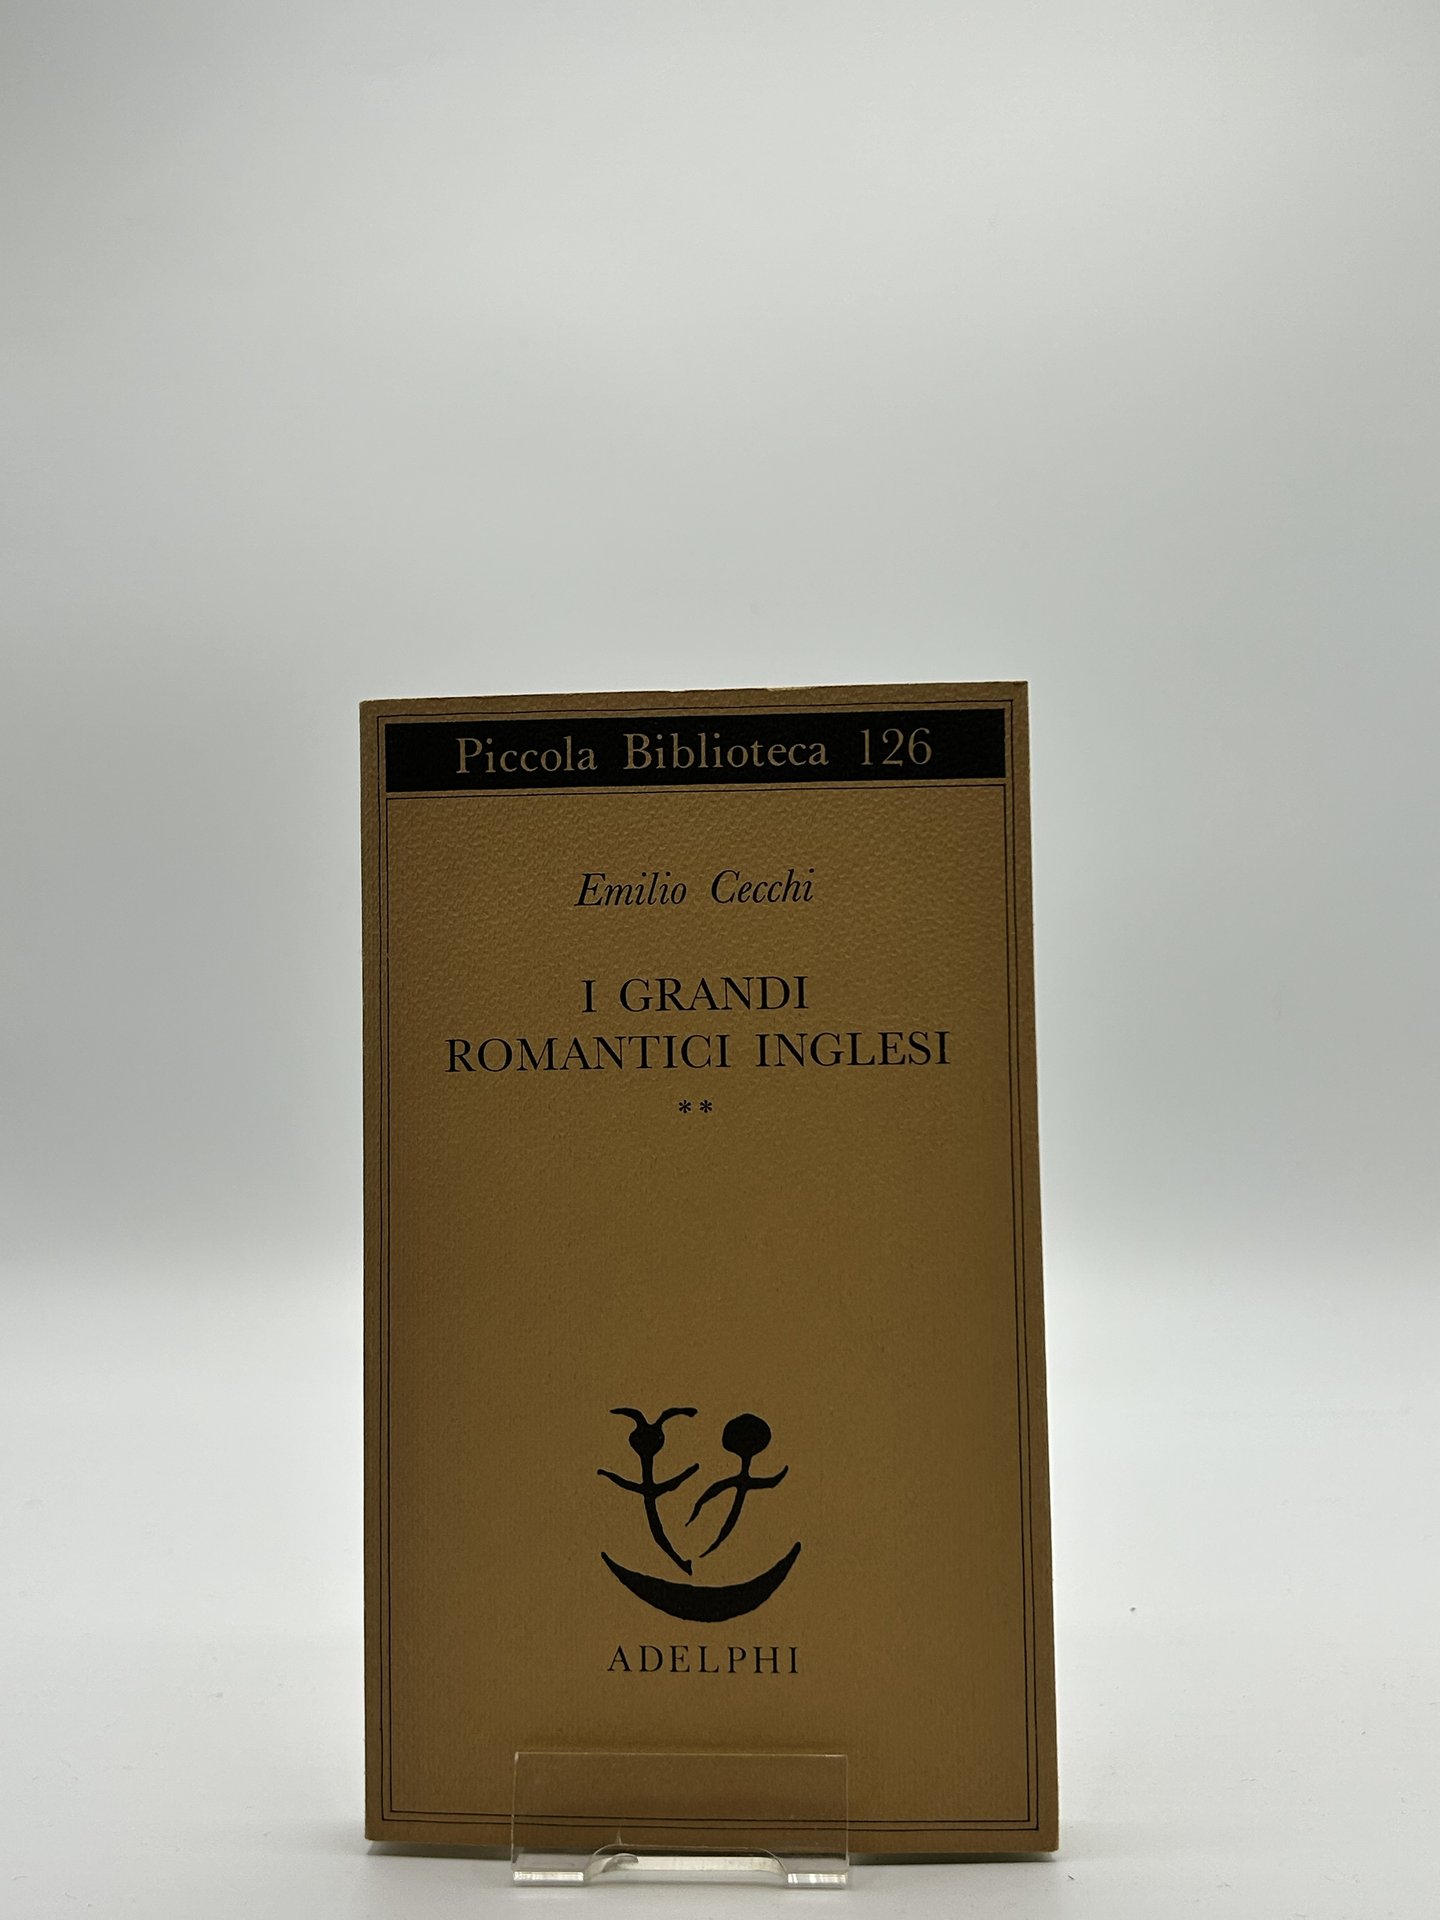 Piccola Biblioteca 126
Emilio Cecchi
I GRANDI
ROMANTICI INGLESI
**
ADELPHI